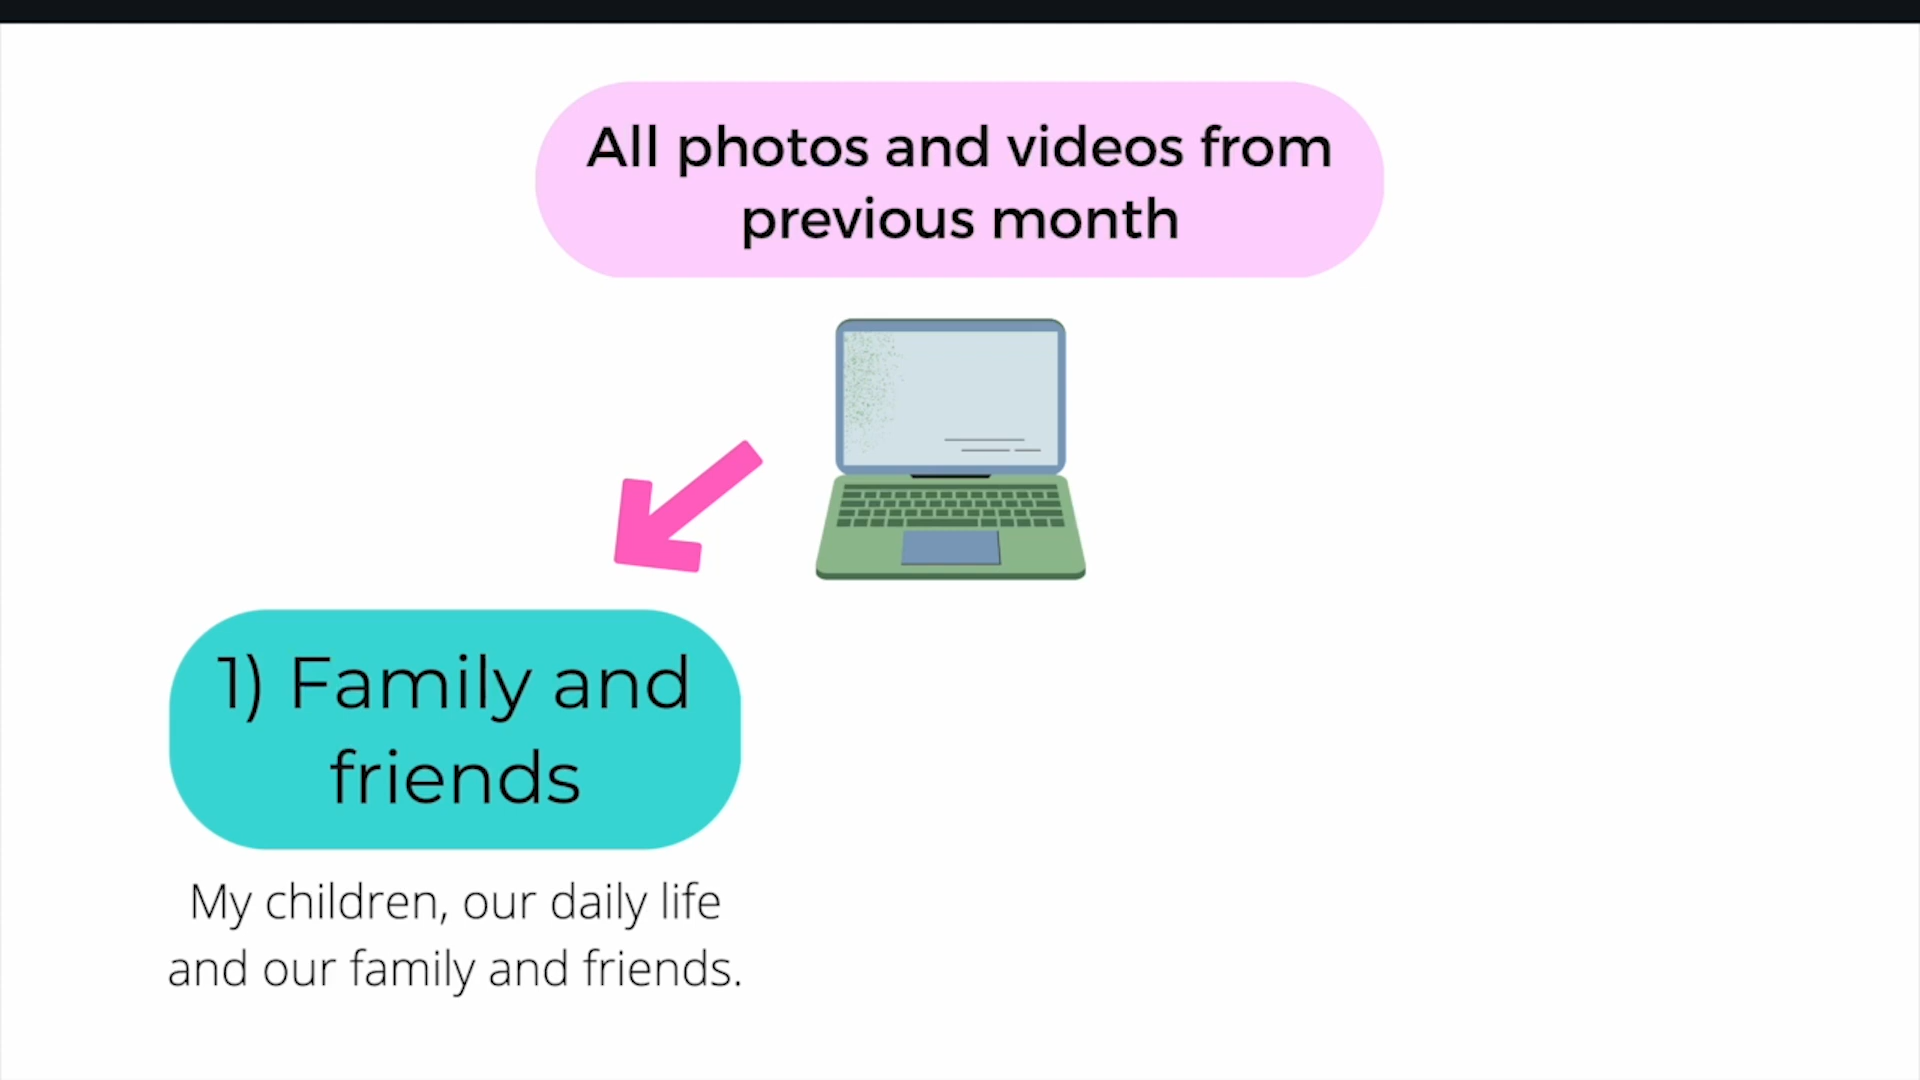 All photos and videos from
previous month
1) Family and
friends
My children, our daily life
and our family and friends.